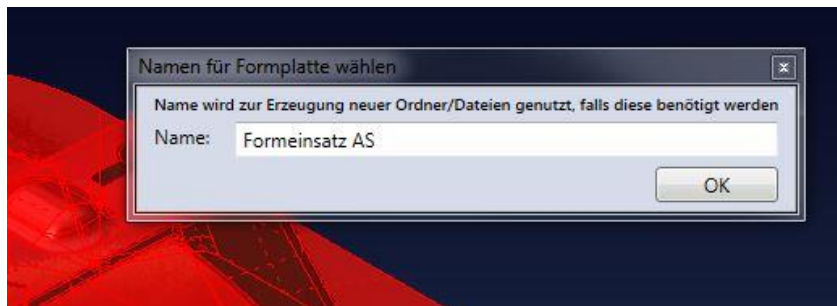 Namen für Formplatte wählen
Name wird zur Erzeugung neuer Ordner/Dateien genutzt, falls diese benötigt werden
Name: Formeinsatz AS
OK